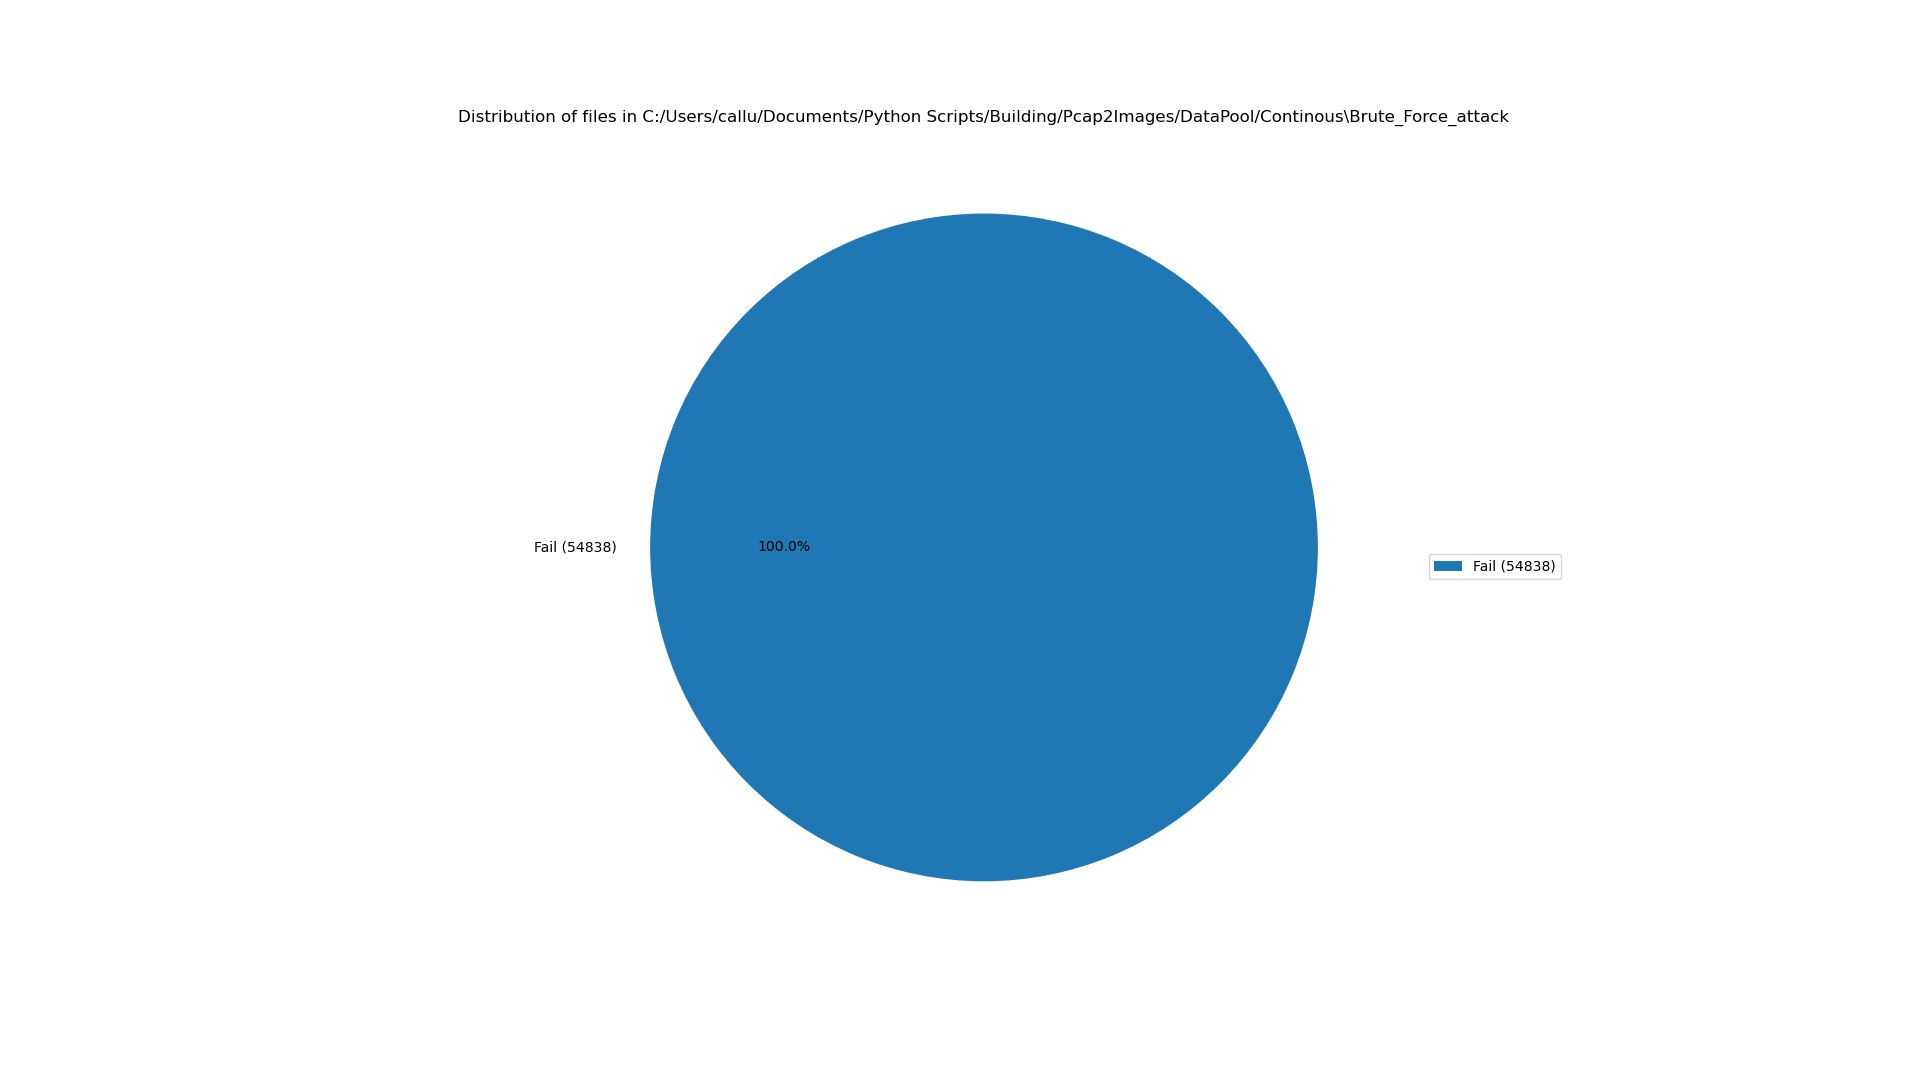 Distribution of files in C:/Users/callu/Documents/Python Scripts/Building/Pcap2Images/DataPool/Continous\Brute_Force_attack
Fail (54838)
100.0%
Fail (54838)